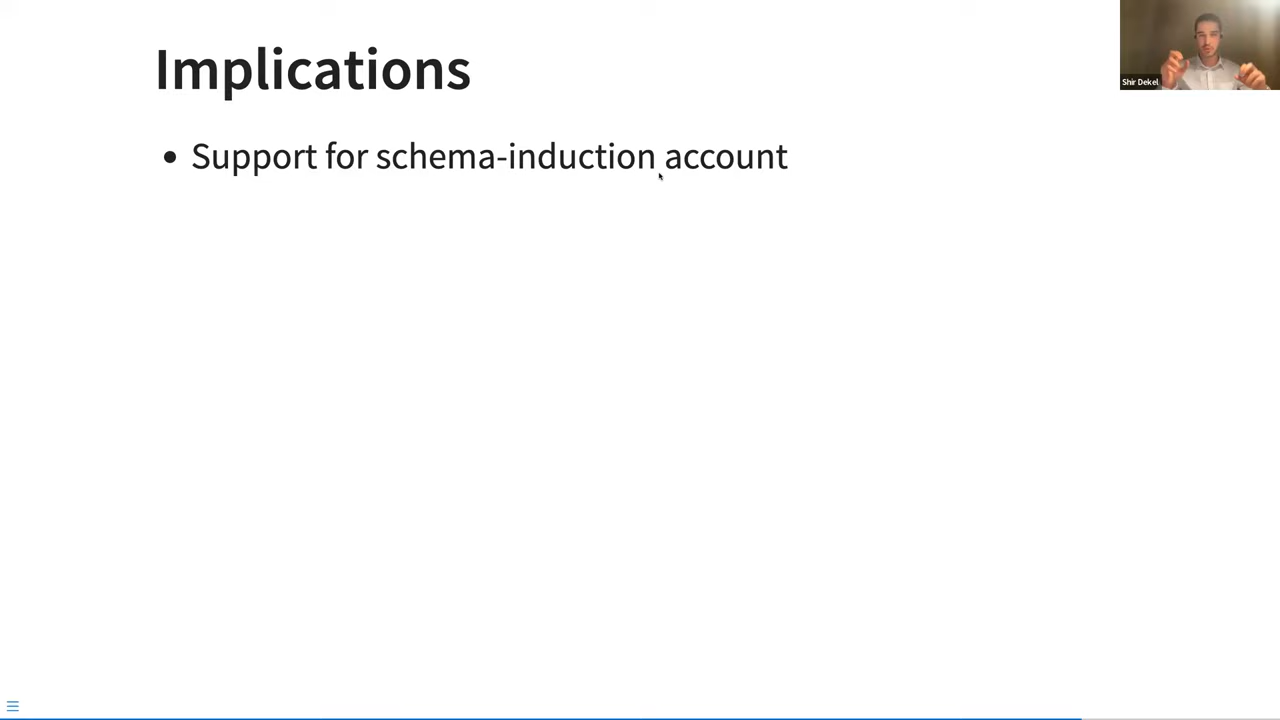 Implications
Shir Dekel
• Support for schema-induction account